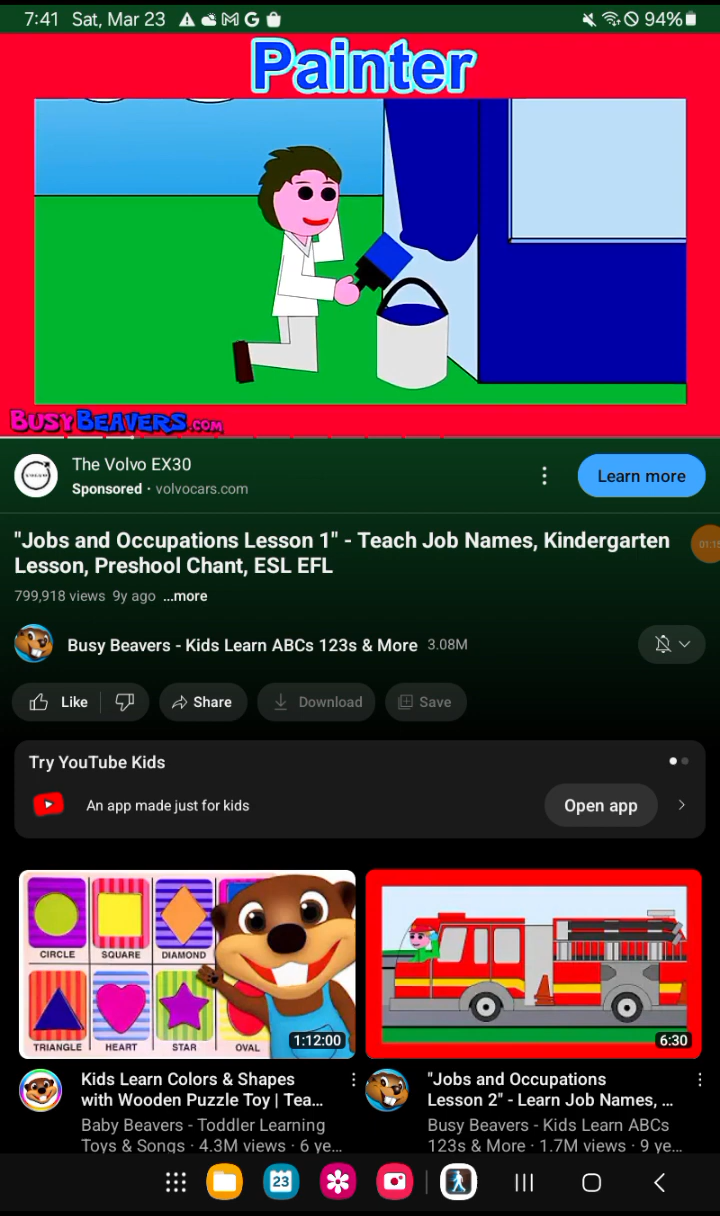 7:41 Sat, Mar 23
94%
Painter
BUSYBEAVERS.COM
The Volvo EX30
Sponsored · volvocars.com
Learn more
"Jobs and Occupations Lesson 1" - Teach Job Names, Kindergarten
Lesson, Preshool Chant, ESL EFL
01:15
799,918 views 9y ago ...more
Busy Beavers - Kids Learn ABCs 123s & More 3.08M
Like
Share
Download
Save
Try YouTube Kids
An app made just for kids
Open app
CIRCLE SQUARE DIAMOND
TRIANGLE HEART STAR OVAL
1:12:00
6:30
Kids Learn Colors & Shapes
with Wooden Puzzle Toy | Tea...
Baby Beavers - Toddler Learning
Toys & Songs · 4.3M views · 6 ye...
"Jobs and Occupations
Lesson 2" - Learn Job Names, ...
Busy Beavers - Kids Learn ABCs
123s & More · 1.7M views · 9 ye...
23